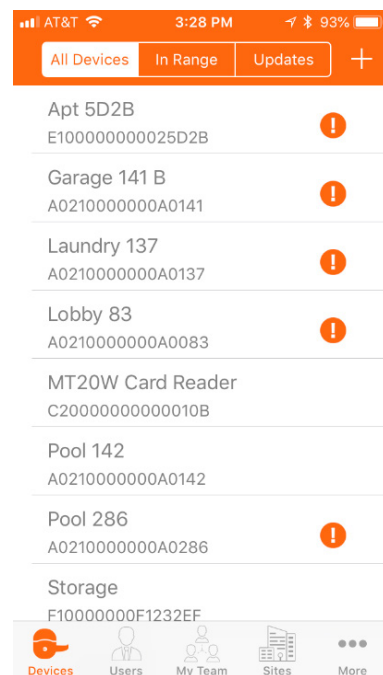 AT&T 3:28 PM 93%
All Devices In Range Updates +
Apt 5D2B
E100000000025D2B
Garage 141 B
A0210000000A0141
Laundry 137
A0210000000A0137
Lobby 83
A0210000000A0083
MT20W Card Reader
C20000000000010B
Pool 142
A0210000000A0142
Pool 286
A0210000000A0286
Storage
F10000000F1232EF
Devices Users My Team Sites More